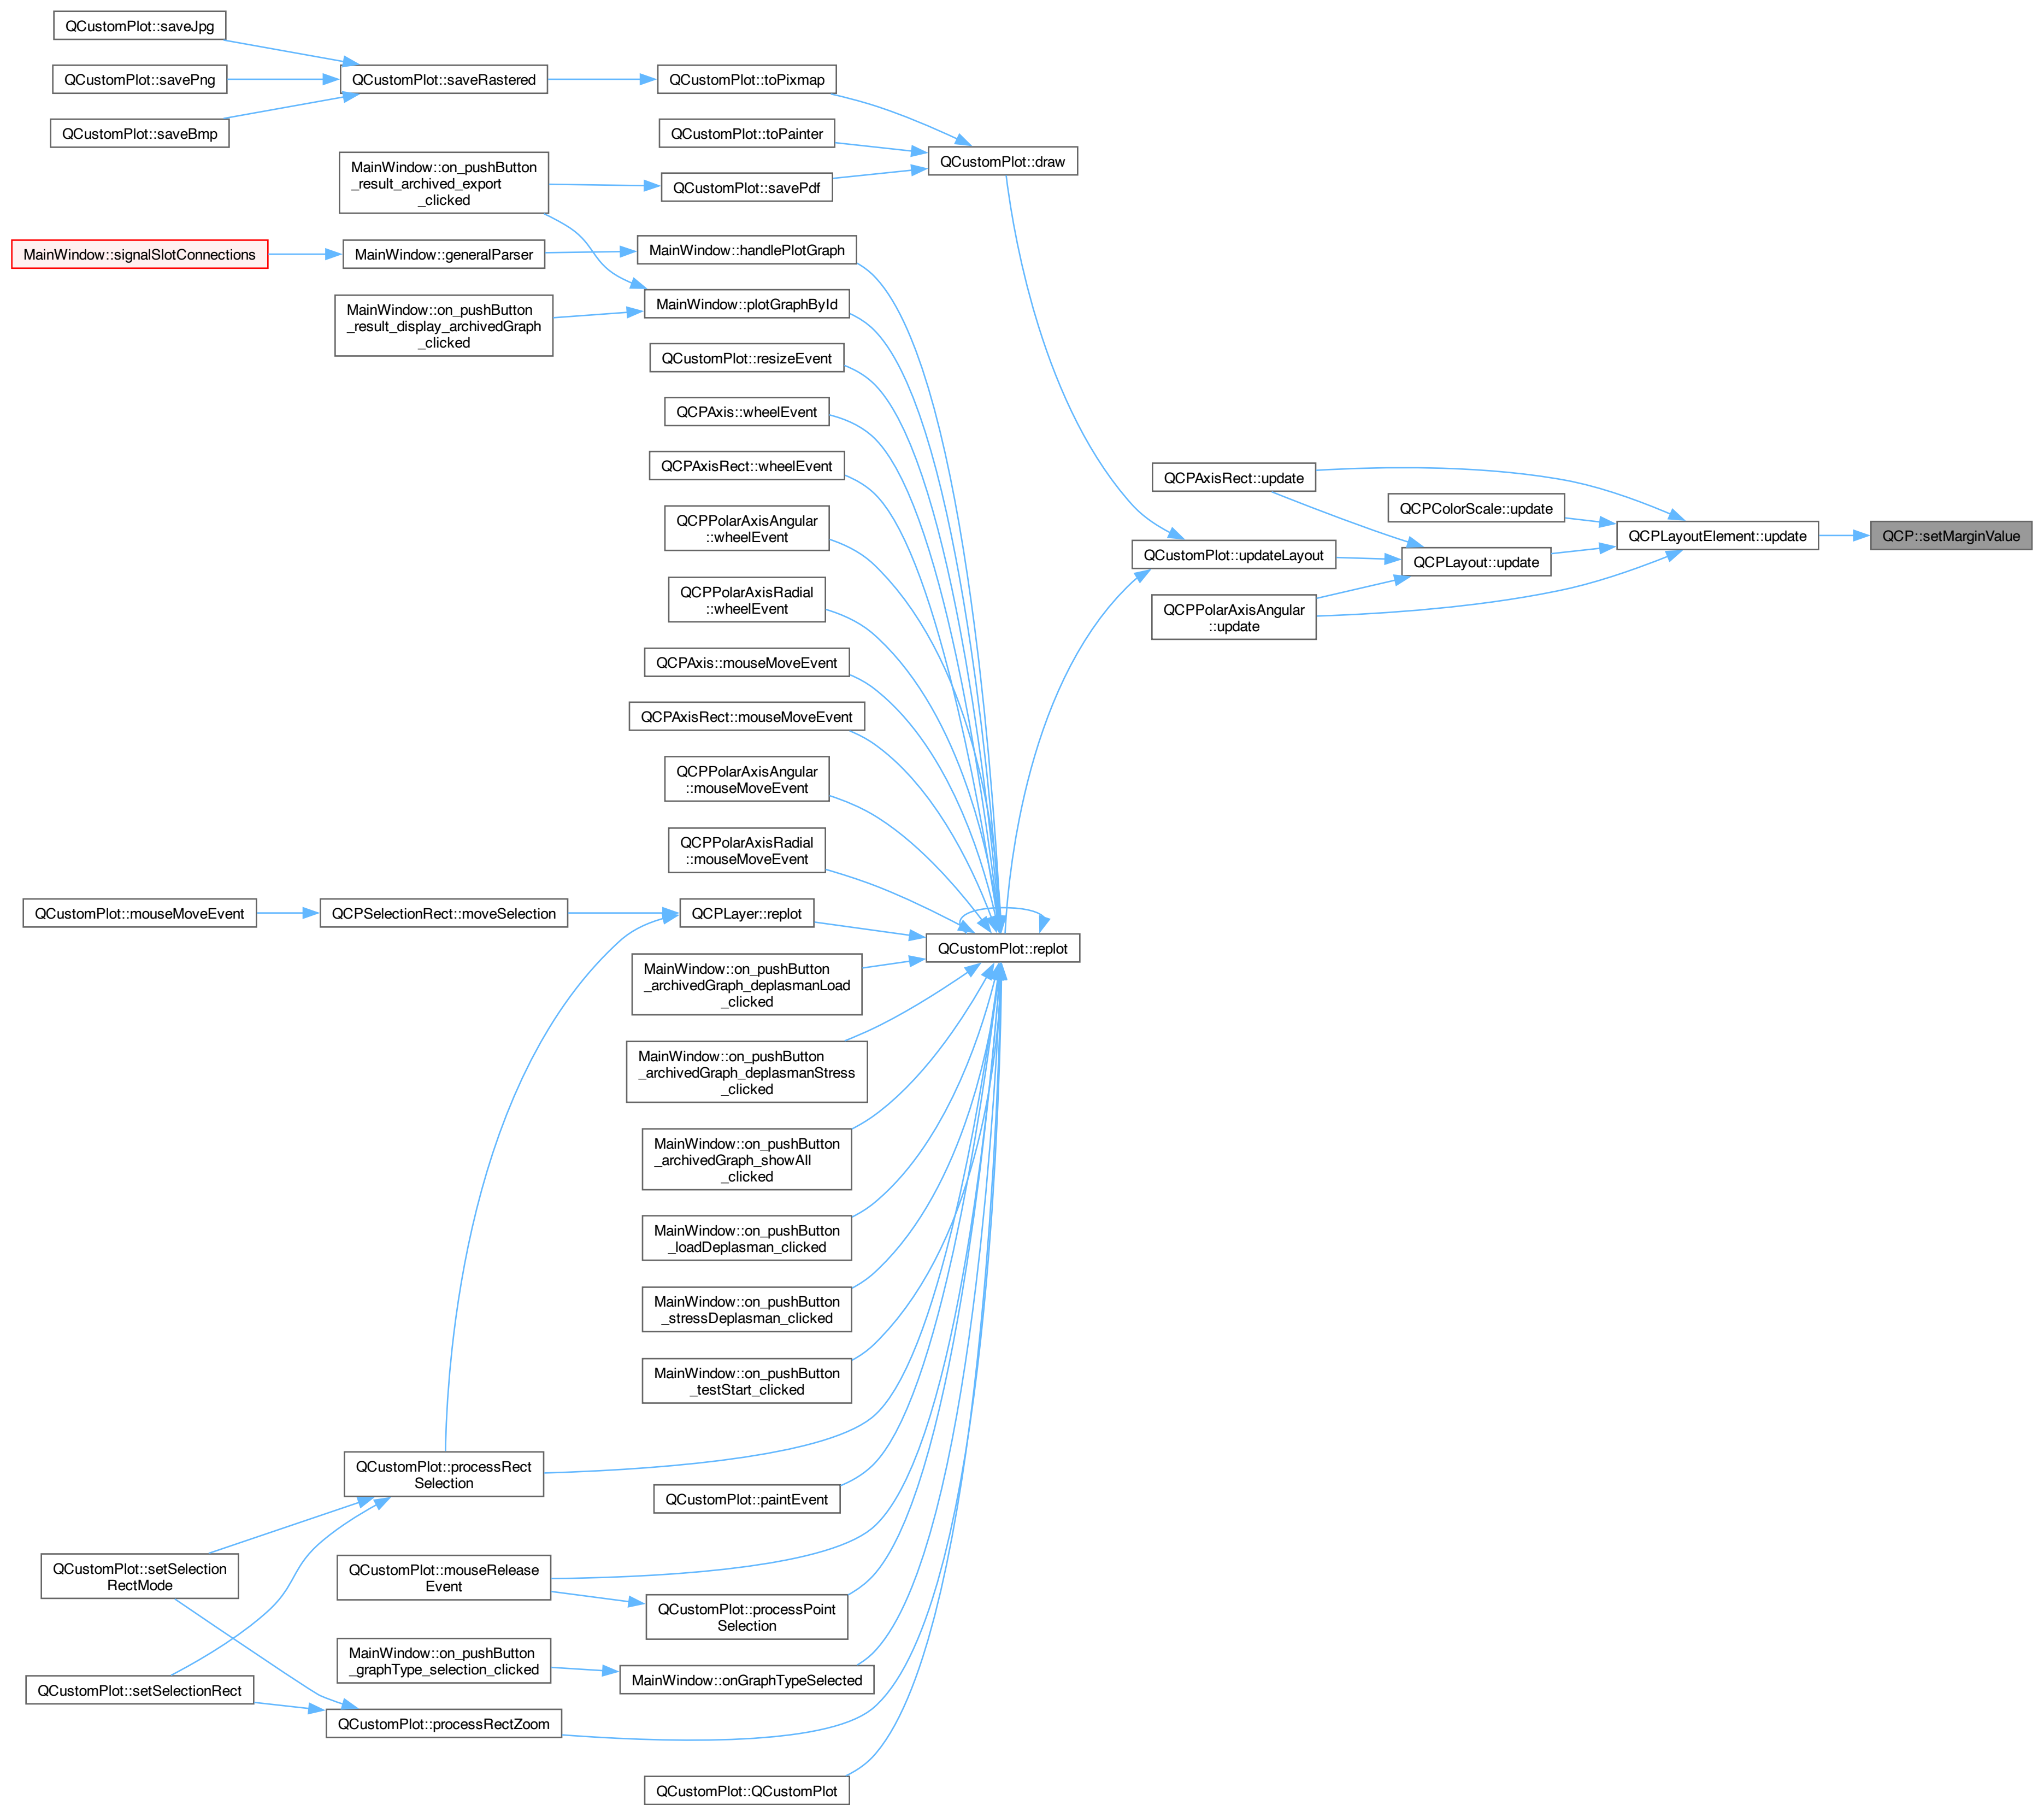 QCustomPlot::saveJpg
QCustomPlot::savePng
QCustomPlot::saveBmp
QCustomPlot::saveRastered
QCustomPlot::toPixmap
QCustomPlot::toPainter
QCustomPlot::savePdf
QCustomPlot::draw
MainWindow::on_pushButton
_result_archived_export
_clicked
MainWindow::signalSlotConnections
MainWindow::generalParser
MainWindow::handlePlotGraph
MainWindow::plotGraphById
MainWindow::on_pushButton
_result_display_archivedGraph
_clicked
QCustomPlot::resizeEvent
QCPAxis::wheelEvent
QCPAxisRect::wheelEvent
QCPPolarAxisAngular
::wheelEvent
QCPPolarAxisRadial
::wheelEvent
QCPAxisRect::update
QCPColorScale::update
QCPLayoutElement::update
QCP::setMarginValue
QCustomPlot::updateLayout
QCPLayout::update
QCPPolarAxisAngular
::update
QCPAxis::mouseMoveEvent
QCPAxisRect::mouseMoveEvent
QCPPolarAxisAngular
::mouseMoveEvent
QCPPolarAxisRadial
::mouseMoveEvent
QCustomPlot::mouseMoveEvent
QCPSelectionRect::moveSelection
QCPLayer::replot
QCustomPlot::replot
MainWindow::on_pushButton
_archivedGraph_deplasmanLoad
_clicked
MainWindow::on_pushButton
_archivedGraph_deplasmanStress
_clicked
MainWindow::on_pushButton
_archivedGraph_showAll
_clicked
MainWindow::on_pushButton
_loadDeplasman_clicked
MainWindow::on_pushButton
_stressDeplasman_clicked
MainWindow::on_pushButton
_testStart_clicked
QCustomPlot::processRect
Selection
QCustomPlot::paintEvent
QCustomPlot::setSelection
RectMode
QCustomPlot::mouseRelease
Event
QCustomPlot::processPoint
Selection
MainWindow::on_pushButton
_graphType_selection_clicked
MainWindow::onGraphTypeSelected
QCustomPlot::setSelectionRect
QCustomPlot::processRectZoom
QCustomPlot::QCustomPlot